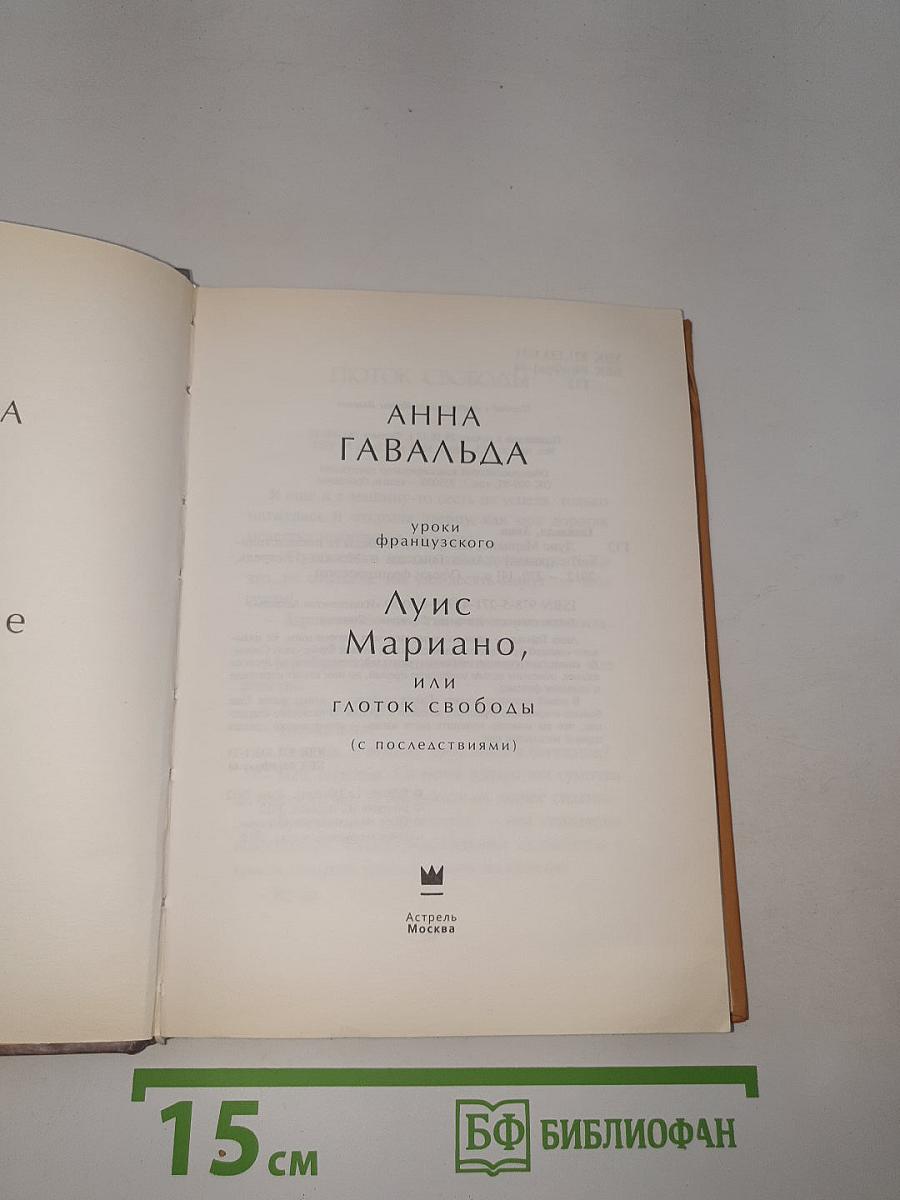 А
е
АННА
ГАВАЛЬДА
уроки
французского
Луис
Мариано,
или
глоток свободы
(с последствиями)
Астрель
Москва
15 см
БФ БИБЛИОФАН